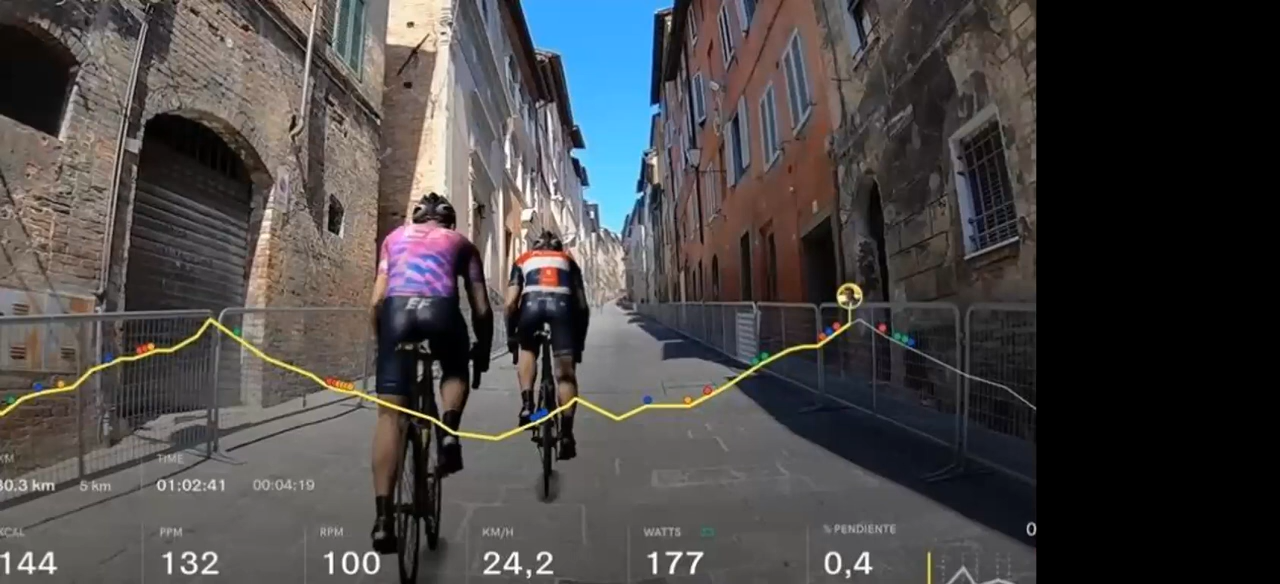 EF
KM
TIME
30.3 km
5 km
01:02:41
00:04:19
KCAL
PPM
RPM
KM/H
WATTS
% PENDIENTE
144
132
100
24,2
177
0,4
0